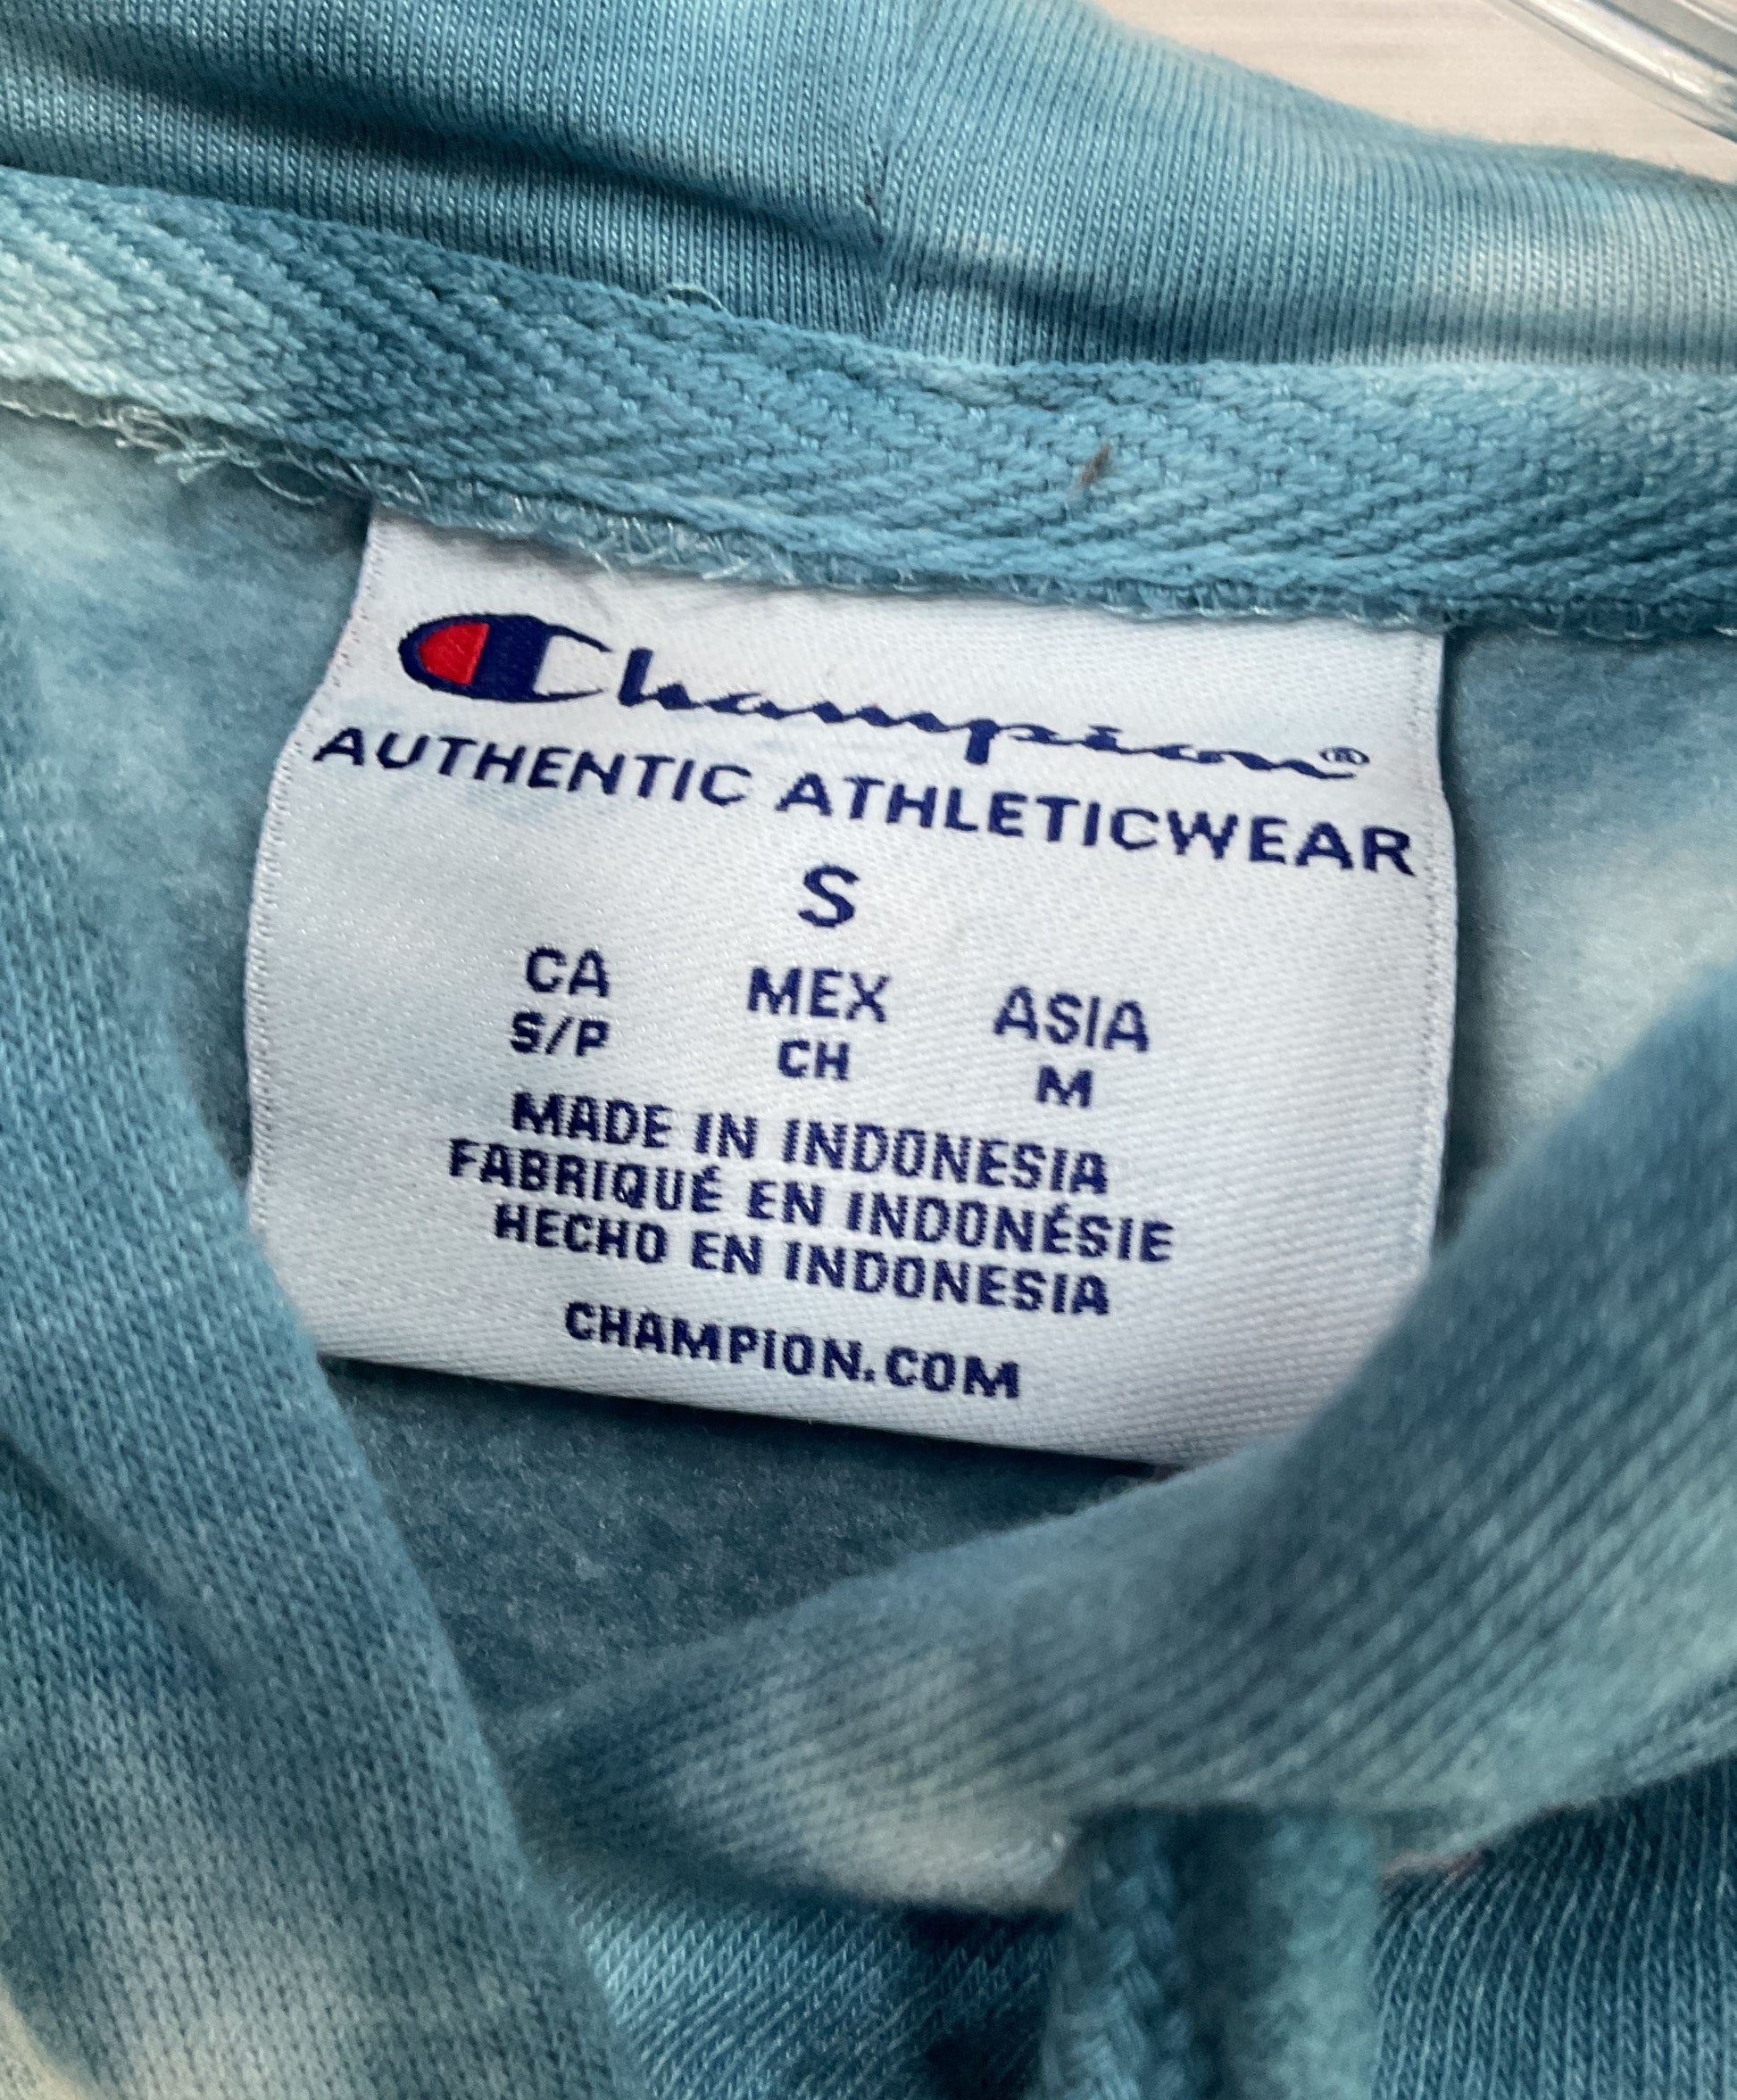 Champion®
AUTHENTIC ATHLETICWEAR
S
CA MEX ASIA
S/P CH M
MADE IN INDONESIA
FABRIQUÉ EN INDONÉSIE
HECHO EN INDONESIA
CHAMPION.COM